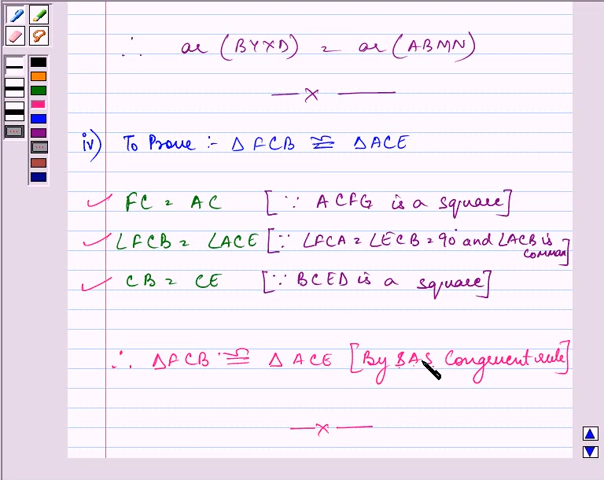 ∴ ar (BYXD) = ar (ABMN)
— x —
iv) To Prove :- Δ FCB ≅ Δ ACE
FC = AC [∵ ACFG is a square]
∠FCB = ∠ACE [∵ ∠FCA = ∠ECB = 90° and ∠ACB is common]
CB = CE [∵ BCED is a square]
∴ Δ FCB ≅ Δ ACE [By SAS Congruent rule]
— x —